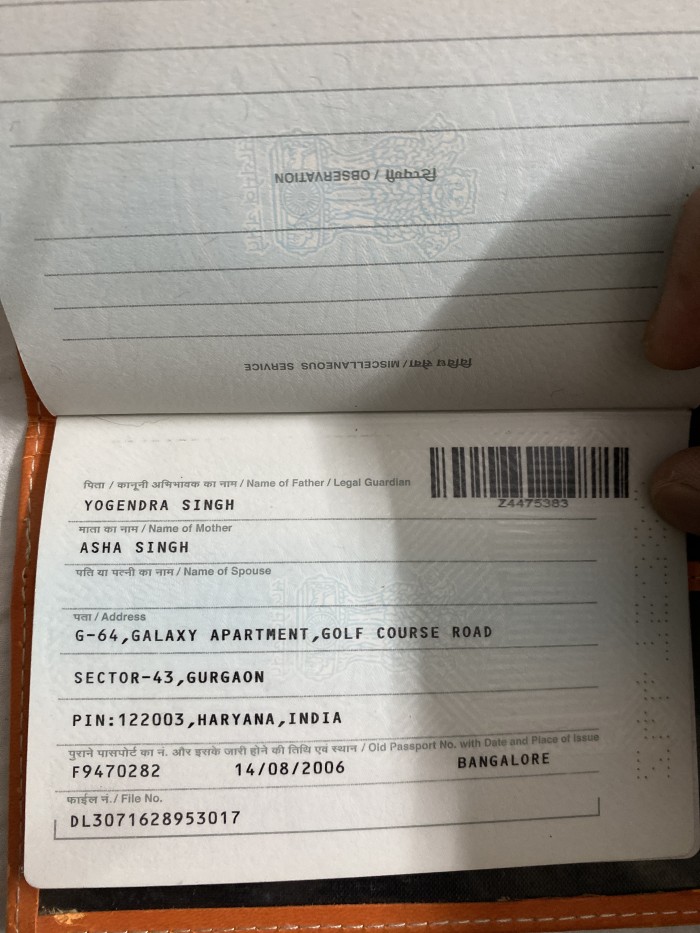 टिप्पणी / OBSERVATION
विविध सेवा / MISCELLANEOUS SERVICE
पिता / कानूनी अभिभावक का नाम / Name of Father / Legal Guardian
YOGENDRA SINGH
Z4475383
माता का नाम / Name of Mother
ASHA SINGH
पति या पत्नी का नाम / Name of Spouse
पता / Address
G-64,GALAXY APARTMENT,GOLF COURSE ROAD
SECTOR-43,GURGAON
PIN:122003,HARYANA,INDIA
पुराने पासपोर्ट का नं. और इसके जारी होने की तिथि एवं स्थान / Old Passport No. with Date and Place of Issue
F9470282 14/08/2006 BANGALORE
फाईल नं./ File No.
DL3071628953017